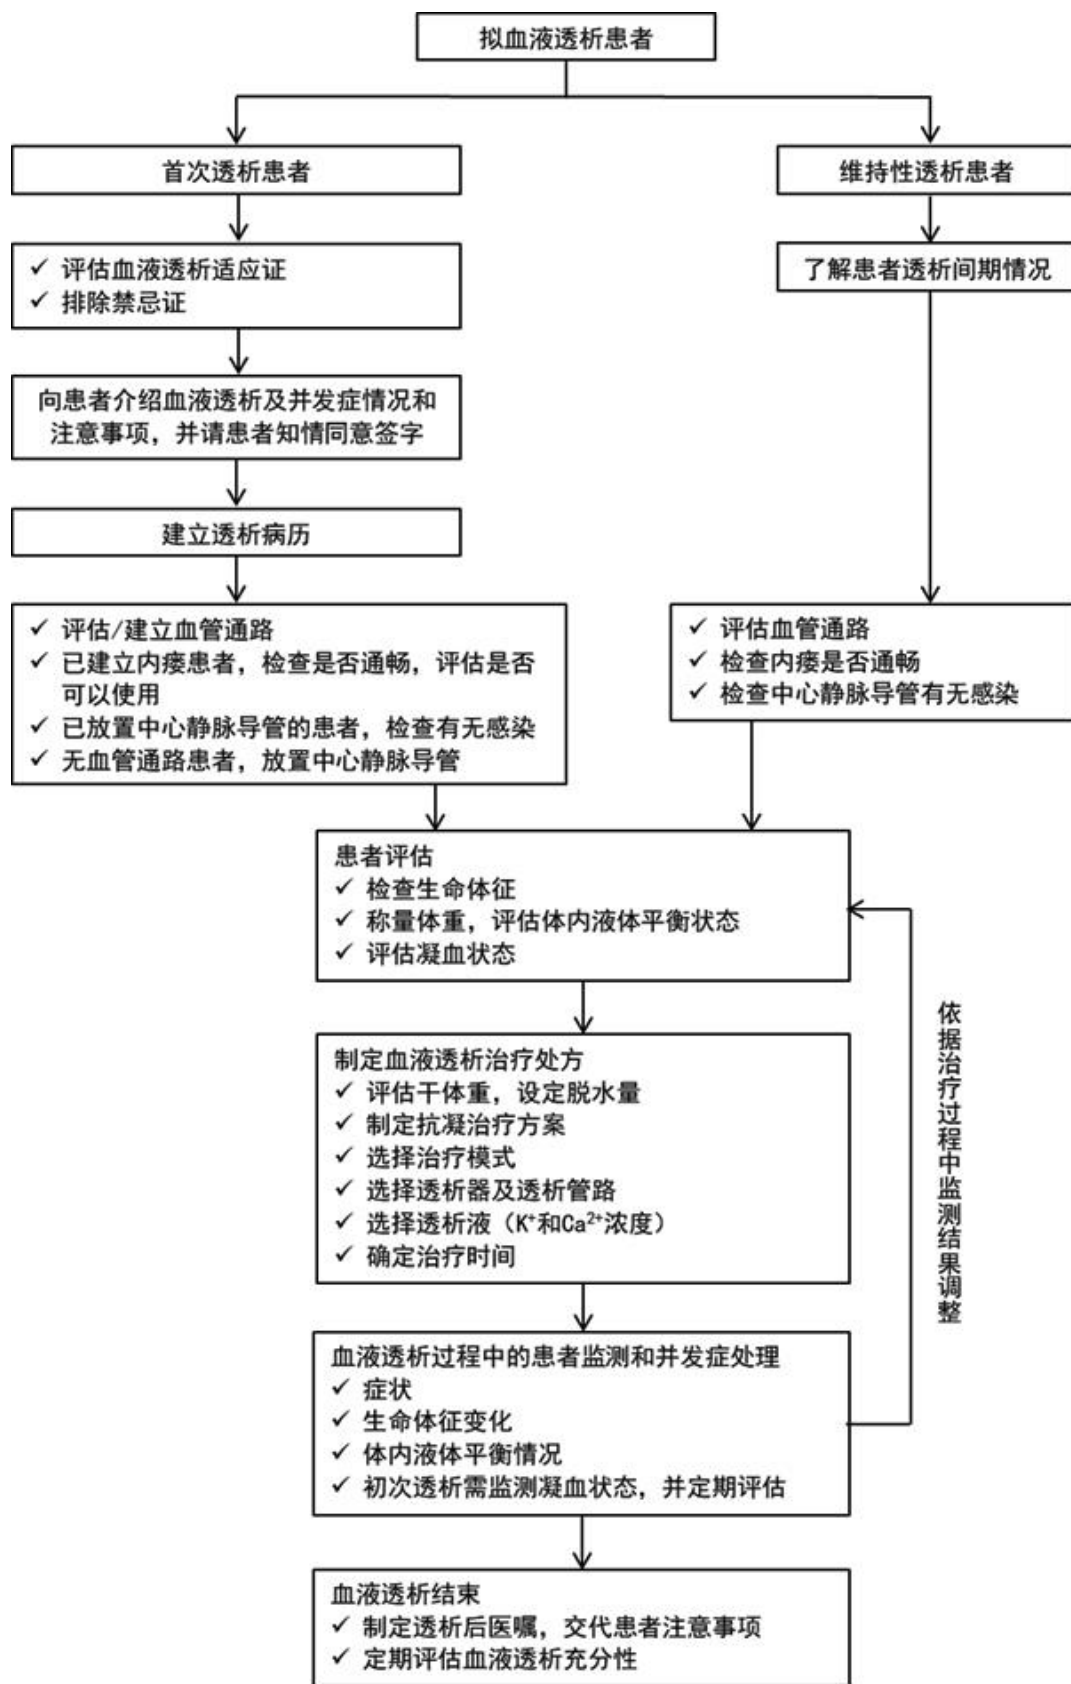 拟血液透析患者
首次透析患者
维持性透析患者
✓ 评估血液透析适应证
✓ 排除禁忌证
了解患者透析间期情况
向患者介绍血液透析及并发症情况和
注意事项，并请患者知情同意签字
建立透析病历
✓ 评估/建立血管通路
✓ 已建立内瘘患者，检查是否通畅，评估是否
可以使用
✓ 已放置中心静脉导管的患者，检查有无感染
✓ 无血管通路患者，放置中心静脉导管
✓ 评估血管通路
✓ 检查内瘘是否通畅
✓ 检查中心静脉导管有无感染
患者评估
✓ 检查生命体征
✓ 称量体重，评估体内液体平衡状态
✓ 评估凝血状态
制定血液透析治疗处方
✓ 评估干体重，设定脱水量
✓ 制定抗凝治疗方案
✓ 选择治疗模式
✓ 选择透析器及透析管路
✓ 选择透析液（K⁺和Ca²⁺浓度）
✓ 确定治疗时间
依据治疗过程中监测结果调整
血液透析过程中的患者监测和并发症处理
✓ 症状
✓ 生命体征变化
✓ 体内液体平衡情况
✓ 初次透析需监测凝血状态，并定期评估
血液透析结束
✓ 制定透析后医嘱，交代患者注意事项
✓ 定期评估血液透析充分性